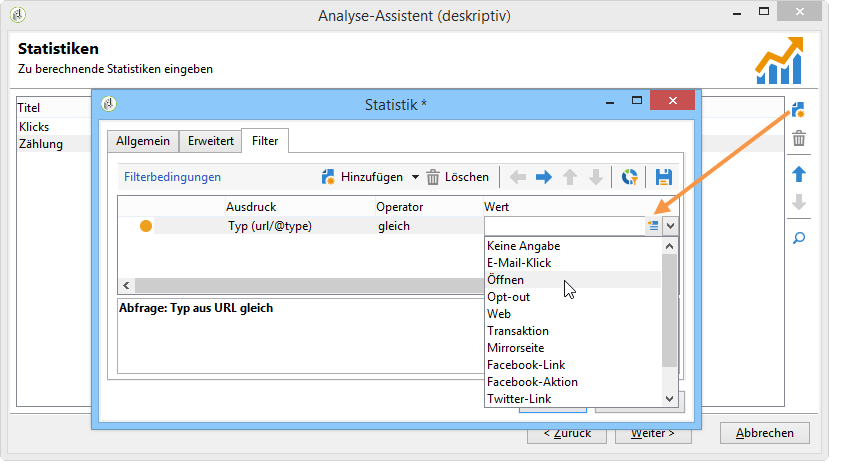 Analyse-Assistent (deskriptiv)
Statistiken
Zu berechnende Statistiken eingeben
Titel
Klicks
Zählung
Statistik *
Allgemein
Erweitert
Filter
Filterbedingungen
Hinzufügen
Löschen
Ausdruck
Operator
Wert
Typ (url/@type)
gleich
Keine Angabe
E-Mail-Klick
Öffnen
Opt-out
Web
Transaktion
Mirrorseite
Facebook-Link
Facebook-Aktion
Twitter-Link
Abfrage: Typ aus URL gleich
< Zurück
Weiter >
Abbrechen